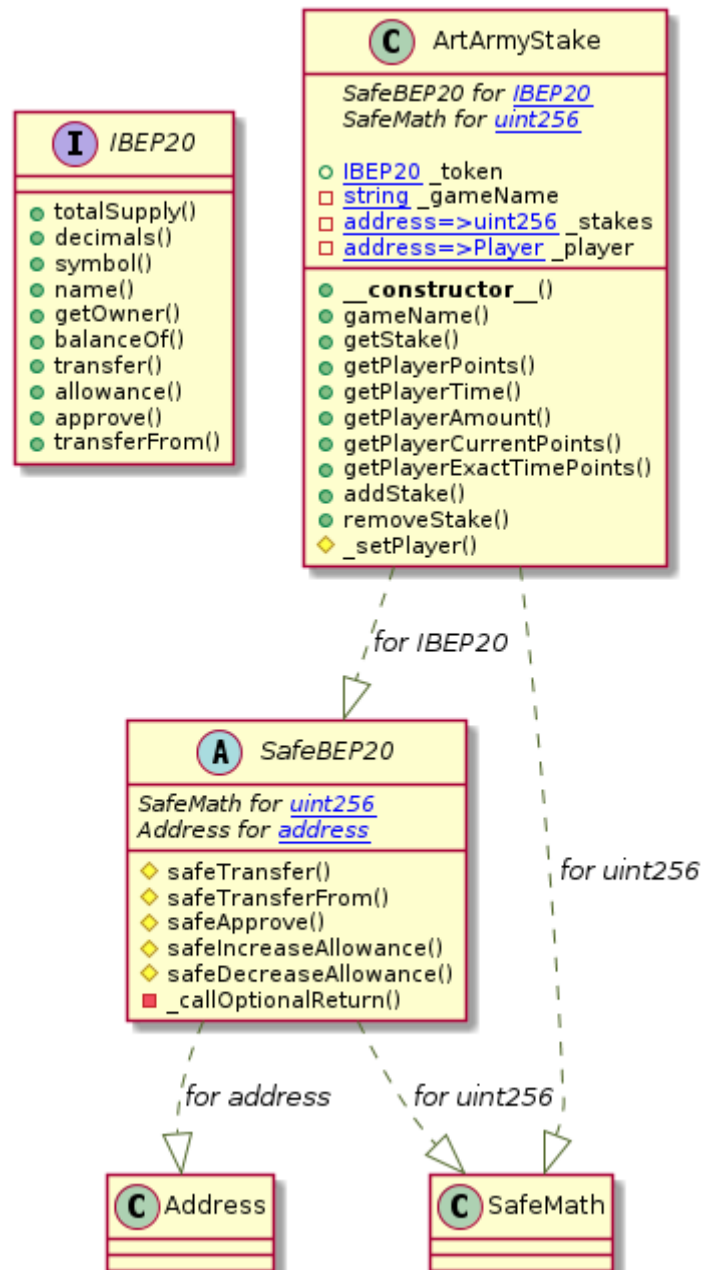 I IBEP20
totalSupply()
decimals()
symbol()
name()
getOwner()
balanceOf()
transfer()
allowance()
approve()
transferFrom()
C ArtArmyStake
SafeBEP20 for IBEP20
SafeMath for uint256
IBEP20 _token
string _gameName
address=>uint256 _stakes
address=>Player _player
__constructor__()
gameName()
getStake()
getPlayerPoints()
getPlayerTime()
getPlayerAmount()
getPlayerCurrentPoints()
getPlayerExactTimePoints()
addStake()
removeStake()
_setPlayer()
for IBEP20
for uint256
A SafeBEP20
SafeMath for uint256
Address for address
safeTransfer()
safeTransferFrom()
safeApprove()
safeIncreaseAllowance()
safeDecreaseAllowance()
_callOptionalReturn()
for address
for uint256
C Address
C SafeMath